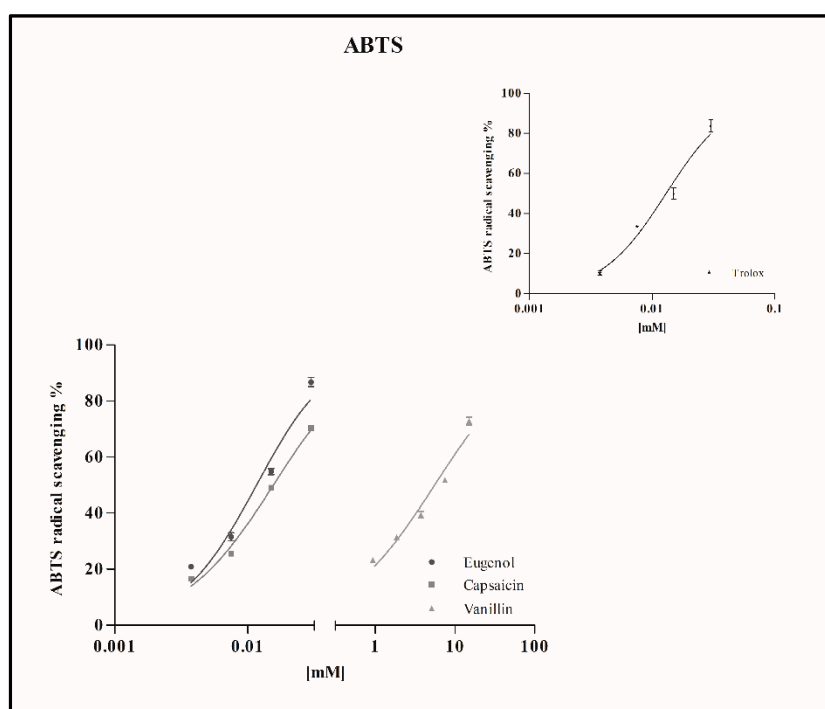 ABTS
100
80
60
40
20
0
ABTS radical scavenging %
Trolox
0.001
0.01
0.1
[mM]
100
80
60
40
20
0
ABTS radical scavenging %
Eugenol
Capsaicin
Vanillin
0.001
0.01
1
10
100
[mM]